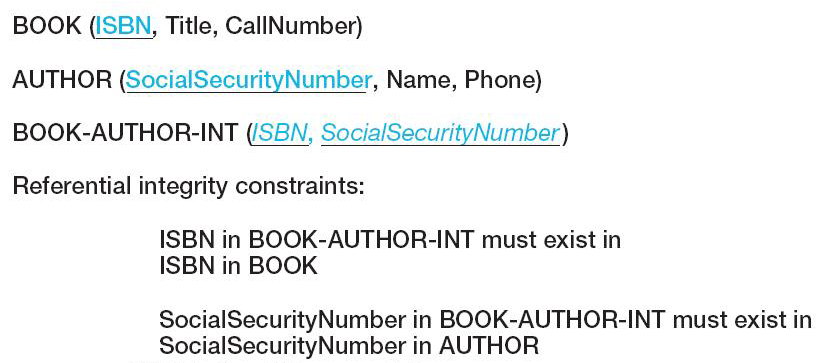 BOOK (ISBN, Title, CallNumber)
AUTHOR (SocialSecurityNumber, Name, Phone)
BOOK-AUTHOR-INT (ISBN, SocialSecurityNumber)
Referential integrity constraints:
ISBN in BOOK-AUTHOR-INT must exist in
ISBN in BOOK
SocialSecurityNumber in BOOK-AUTHOR-INT must exist in
SocialSecurityNumber in AUTHOR